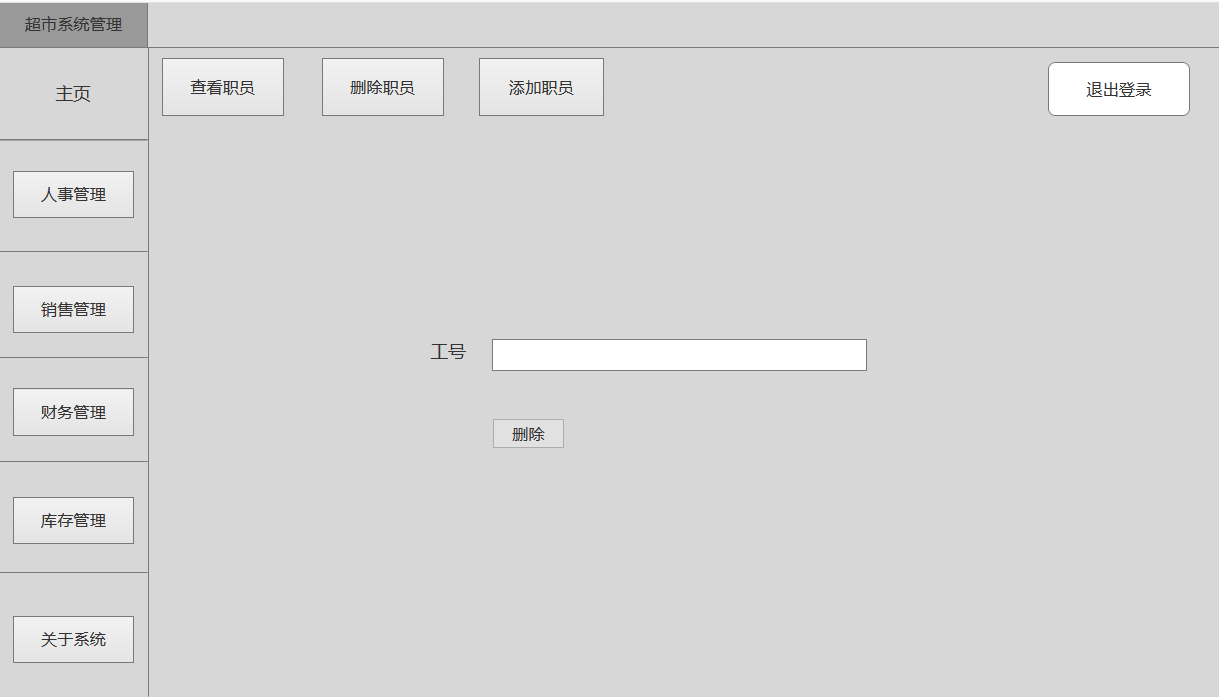 超市系统管理
主页
查看职员
删除职员
添加职员
退出登录
人事管理
销售管理
财务管理
库存管理
关于系统
工号
删除